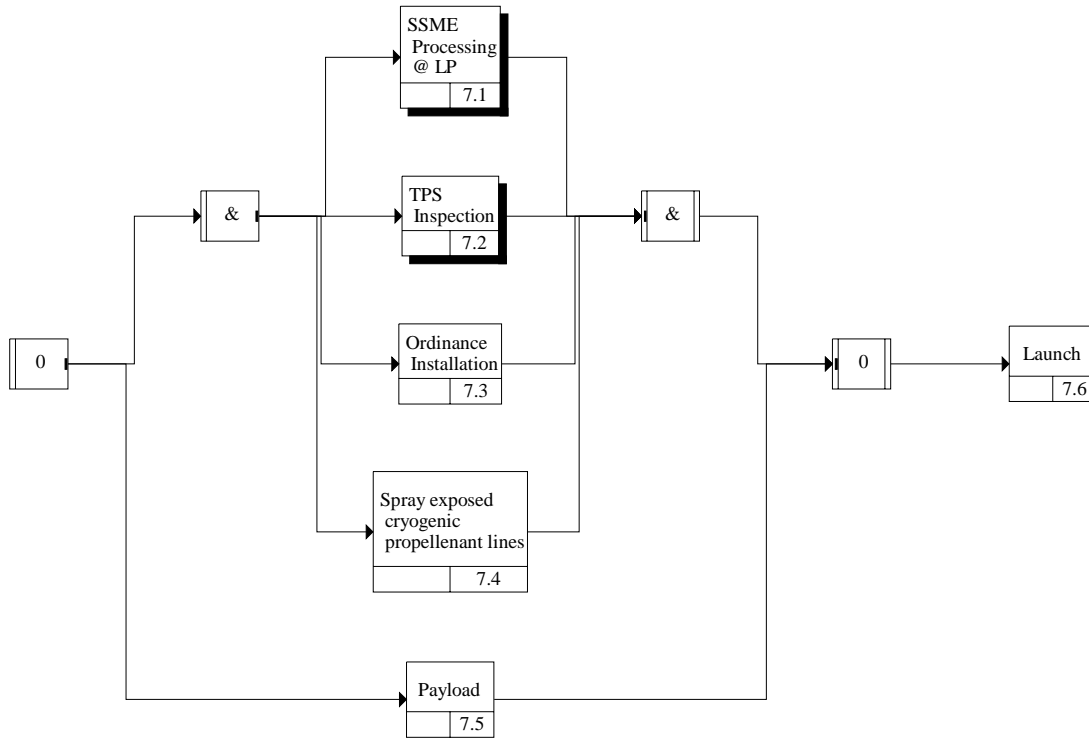 SSME
Processing
@ LP
7.1
TPS
Inspection
7.2
&
&
Ordinance
Installation
7.3
0
0
Launch
7.6
Spray exposed
cryogenic
propellenant lines
7.4
Payload
7.5